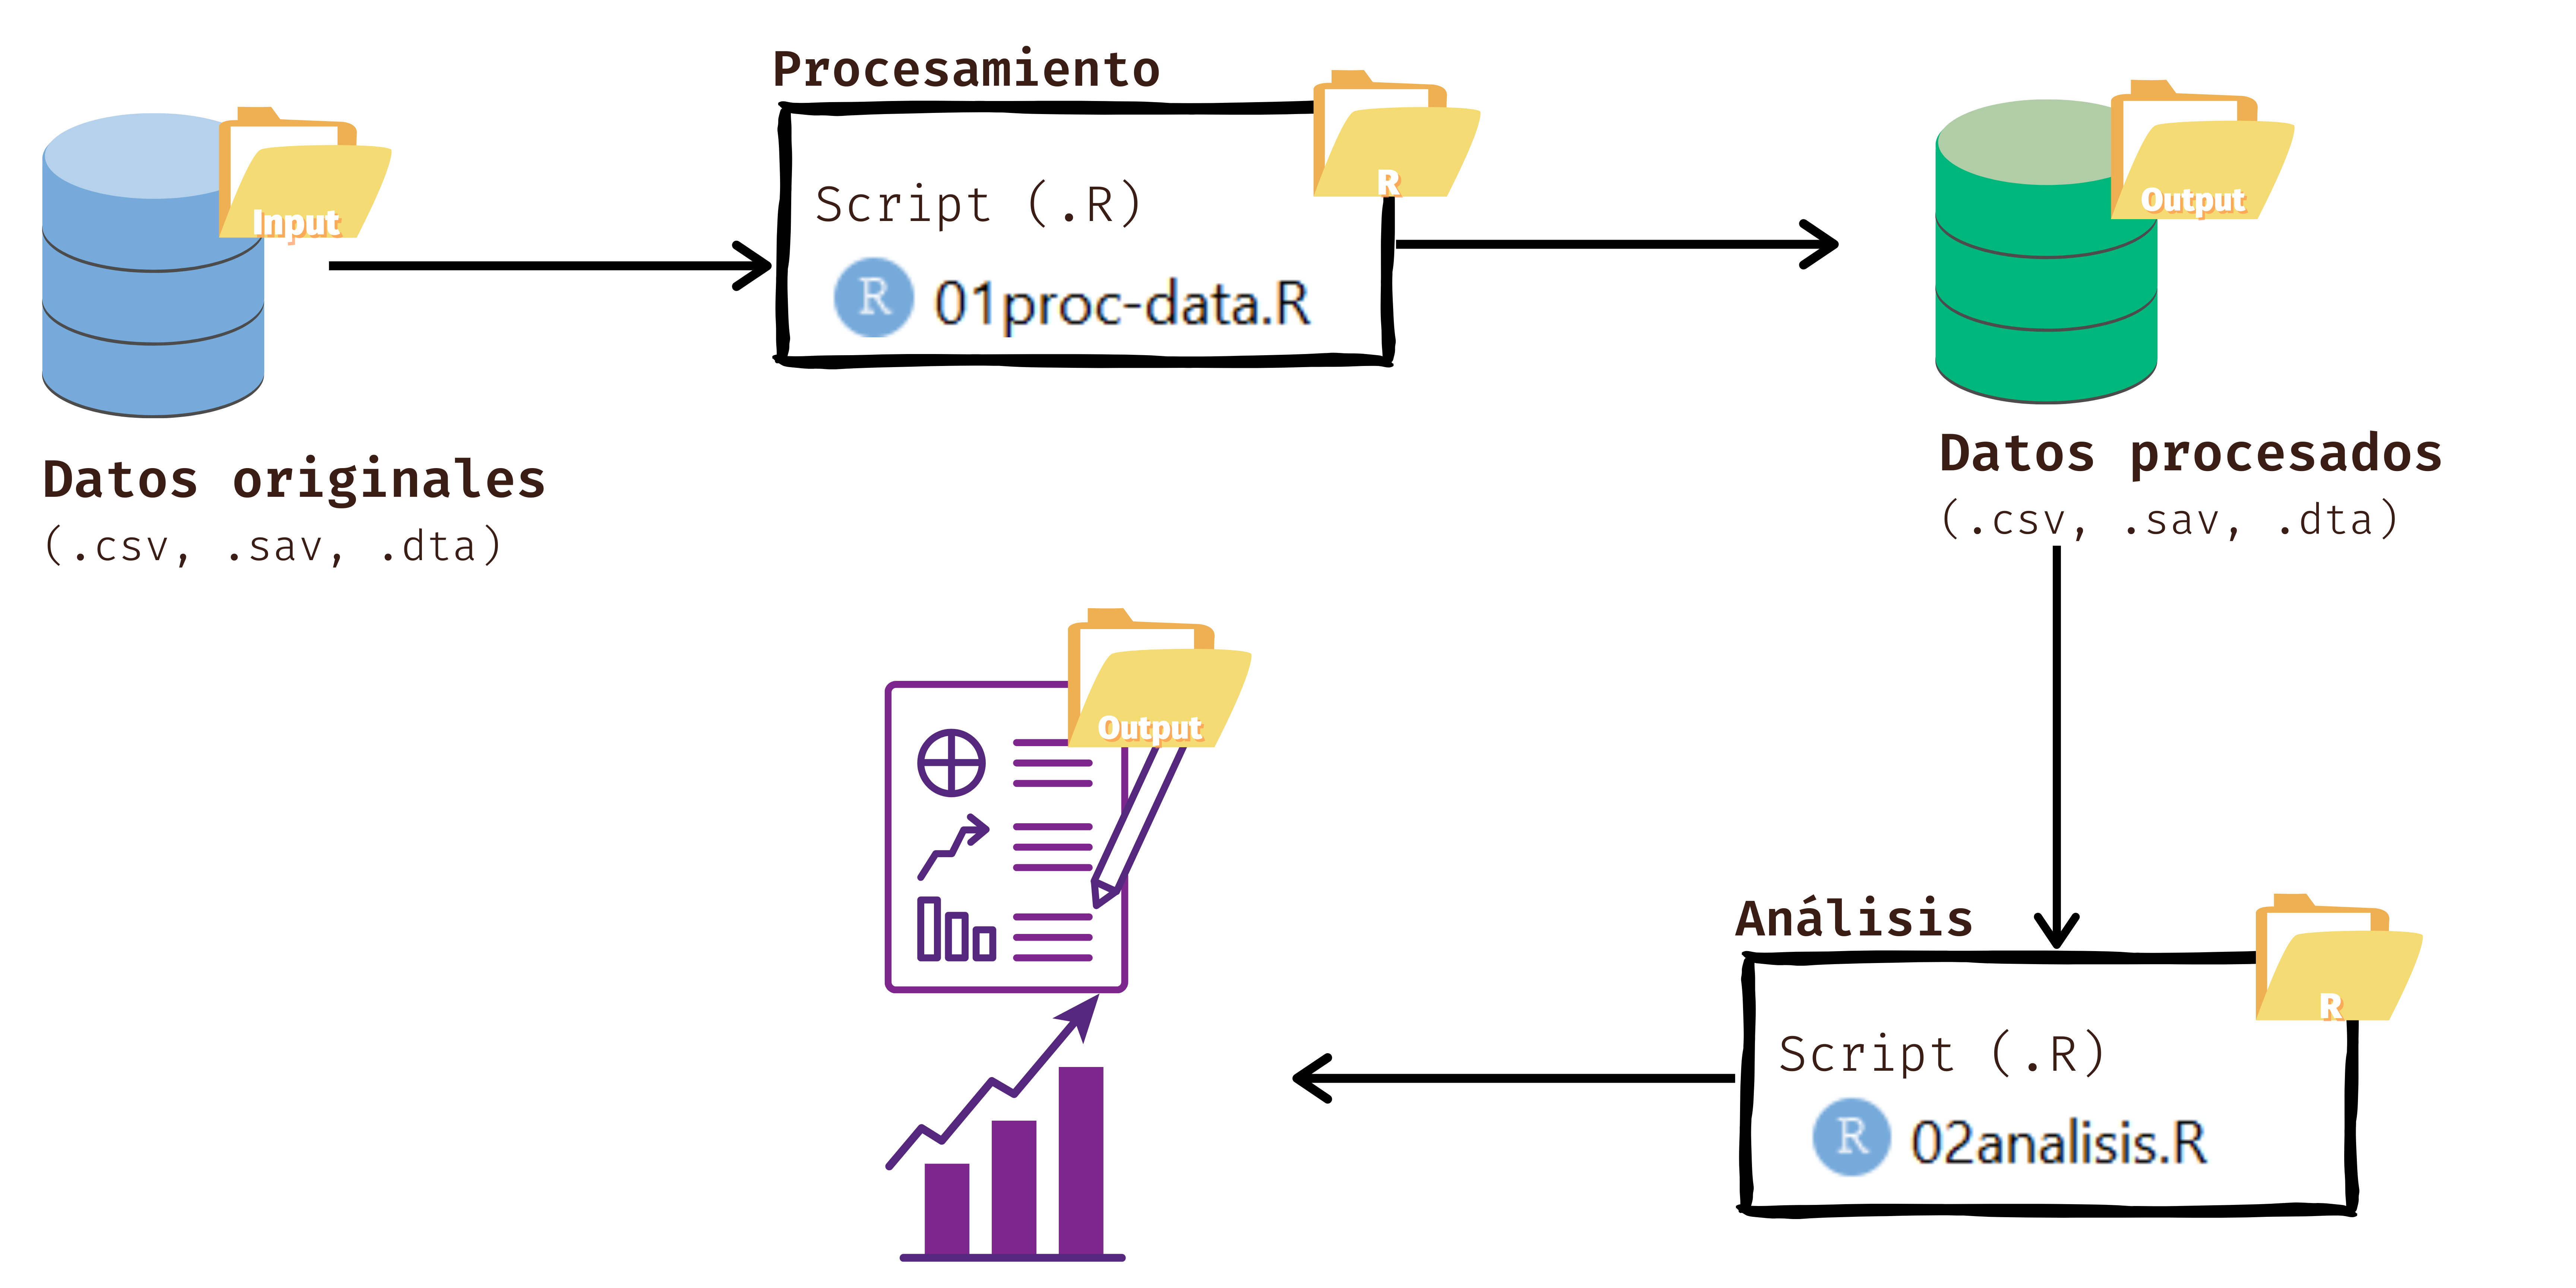 Input
Datos originales
(.csv, .sav, .dta)
Procesamiento
R
Script (.R)
R 01proc-data.R
Output
Datos procesados
(.csv, .sav, .dta)
Análisis
R
Script (.R)
R 02analisis.R
Output